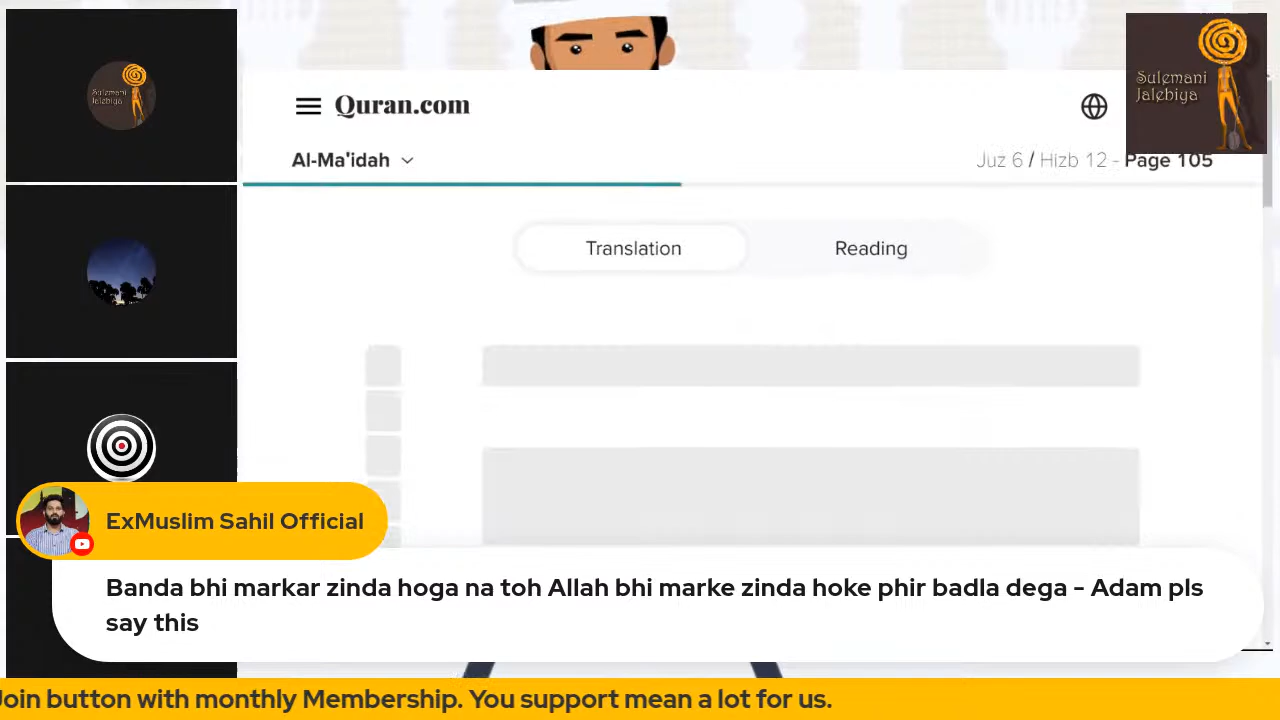 Quran.com
Sulemani
Jalebiya
Sulemani
Jalebiya
Al-Ma'idah
Juz 6 / Hizb 12 - Page 105
Translation
Reading
ExMuslim Sahil Official
Banda bhi markar zinda hoga na toh Allah bhi marke zinda hoke phir badla dega - Adam pls
say this
Join button with monthly Membership. You support mean a lot for us.